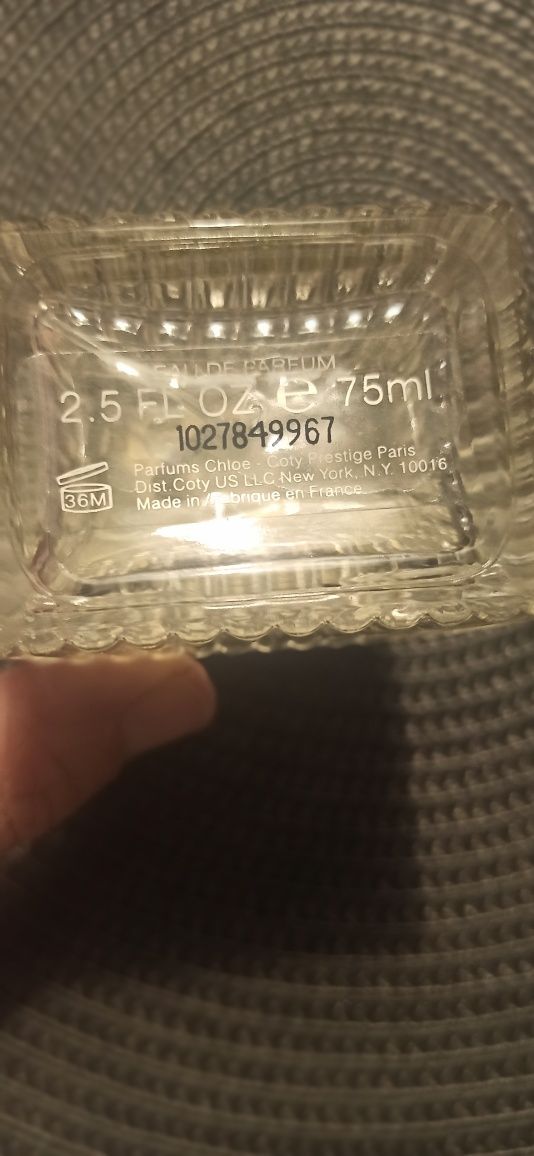 EAU DE PARFUM
2.5 FL OZ e 75ml
1027849967
36M
Parfums Chloe - Coty Prestige Paris
Dist.Coty US LLC New York, N.Y. 10016
Made in / Fabrique en France